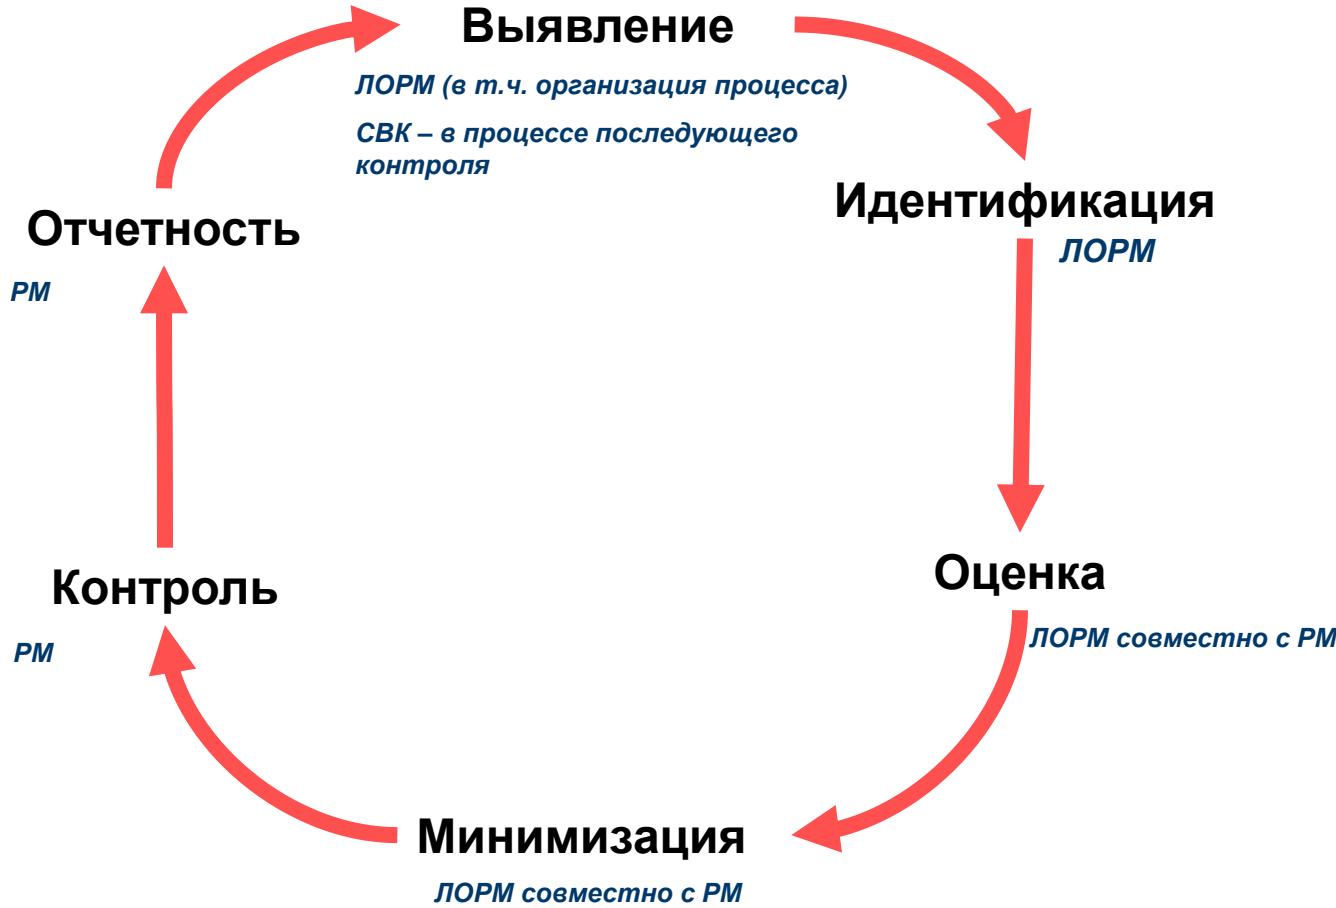 Выявление
ЛОРМ (в т.ч. организация процесса)
СВК – в процессе последующего
контроля
Идентификация
ЛОРМ
Отчетность
РМ
Оценка
ЛОРМ совместно с РМ
Контроль
РМ
Минимизация
ЛОРМ совместно с РМ